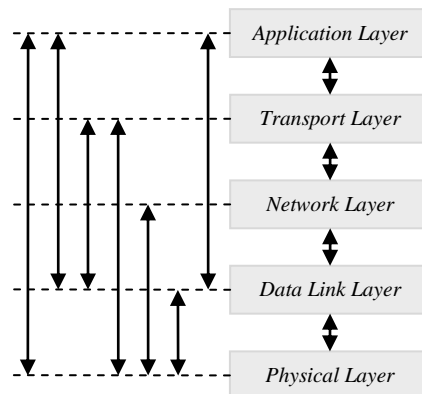 Application Layer
Transport Layer
Network Layer
Data Link Layer
Physical Layer